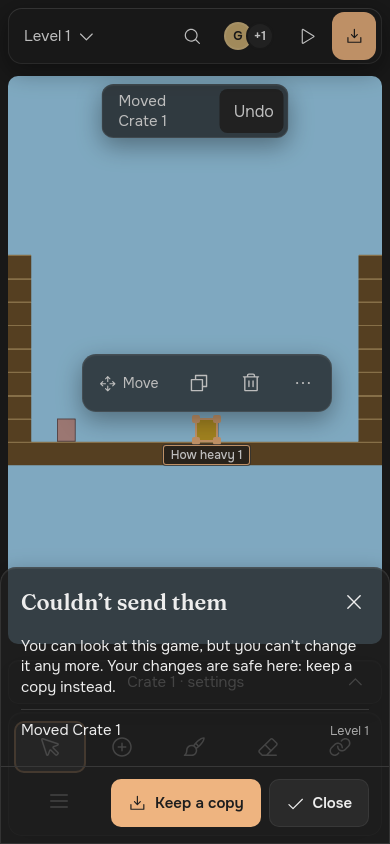 Level 1
G
+1
Moved
Crate 1
Undo
Move
How heavy 1
Couldn’t send them
You can look at this game, but you can’t change
it any more. Your changes are safe here: keep a
copy instead.
Crate 1 · settings
Moved Crate 1
Level 1
Keep a copy
Close